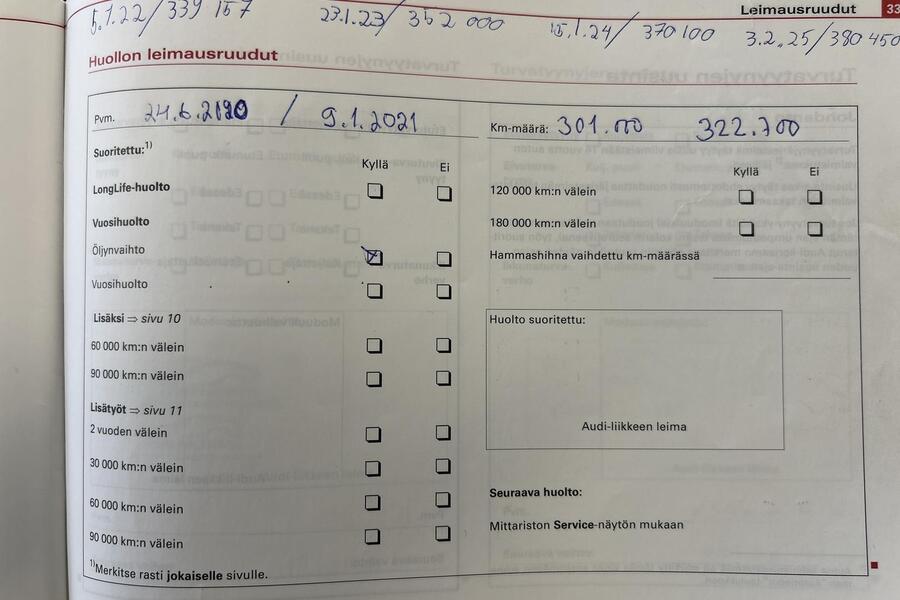 Leimausruudut 33
5.1.22/339 157 23.1.23/352 000 15.1.24/370100 3.2.25/380 450
Huollon leimausruudut
Pvm. 24.6.2020 / 9.1.2021
Suoritettu:1)
Kyllä Ei
LongLife-huolto
Vuosihuolto
Öljynvaihto
Vuosihuolto
Lisäksi ⇒ sivu 10
60 000 km:n välein
90 000 km:n välein
Lisätyöt ⇒ sivu 11
2 vuoden välein
30 000 km:n välein
60 000 km:n välein
90 000 km:n välein
1)Merkitse rasti jokaiselle sivulle.
Km-määrä: 301.000 322.700
Kyllä Ei
120 000 km:n välein
180 000 km:n välein
Hammashihna vaihdettu km-määrässä
Huolto suoritettu:
Audi-liikkeen leima
Seuraava huolto:
Mittariston Service-näytön mukaan